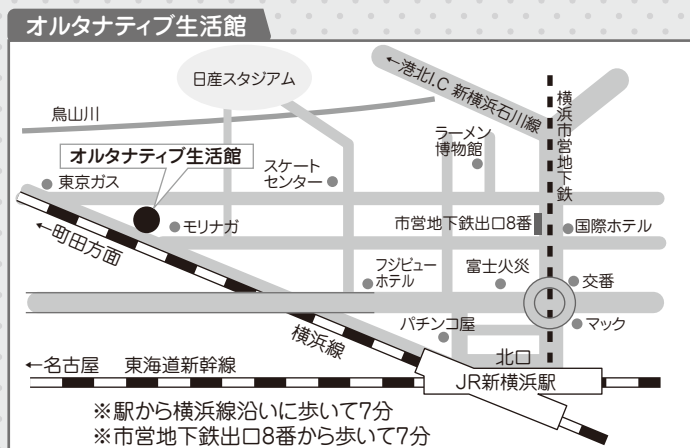 オルタナティブ生活館
日産スタジアム
←港北I.C 新横浜石川線
横浜市営地下鉄
鳥山川
ラーメン
博物館
オルタナティブ生活館
スケート
センター
東京ガス
モリナガ
市営地下鉄出口8番
国際ホテル
←町田方面
フジビュー
ホテル
富士火災
交番
パチンコ屋
マック
横浜線
北口
←名古屋 東海道新幹線
JR新横浜駅
※駅から横浜線沿いに歩いて7分
※市営地下鉄出口8番から歩いて7分